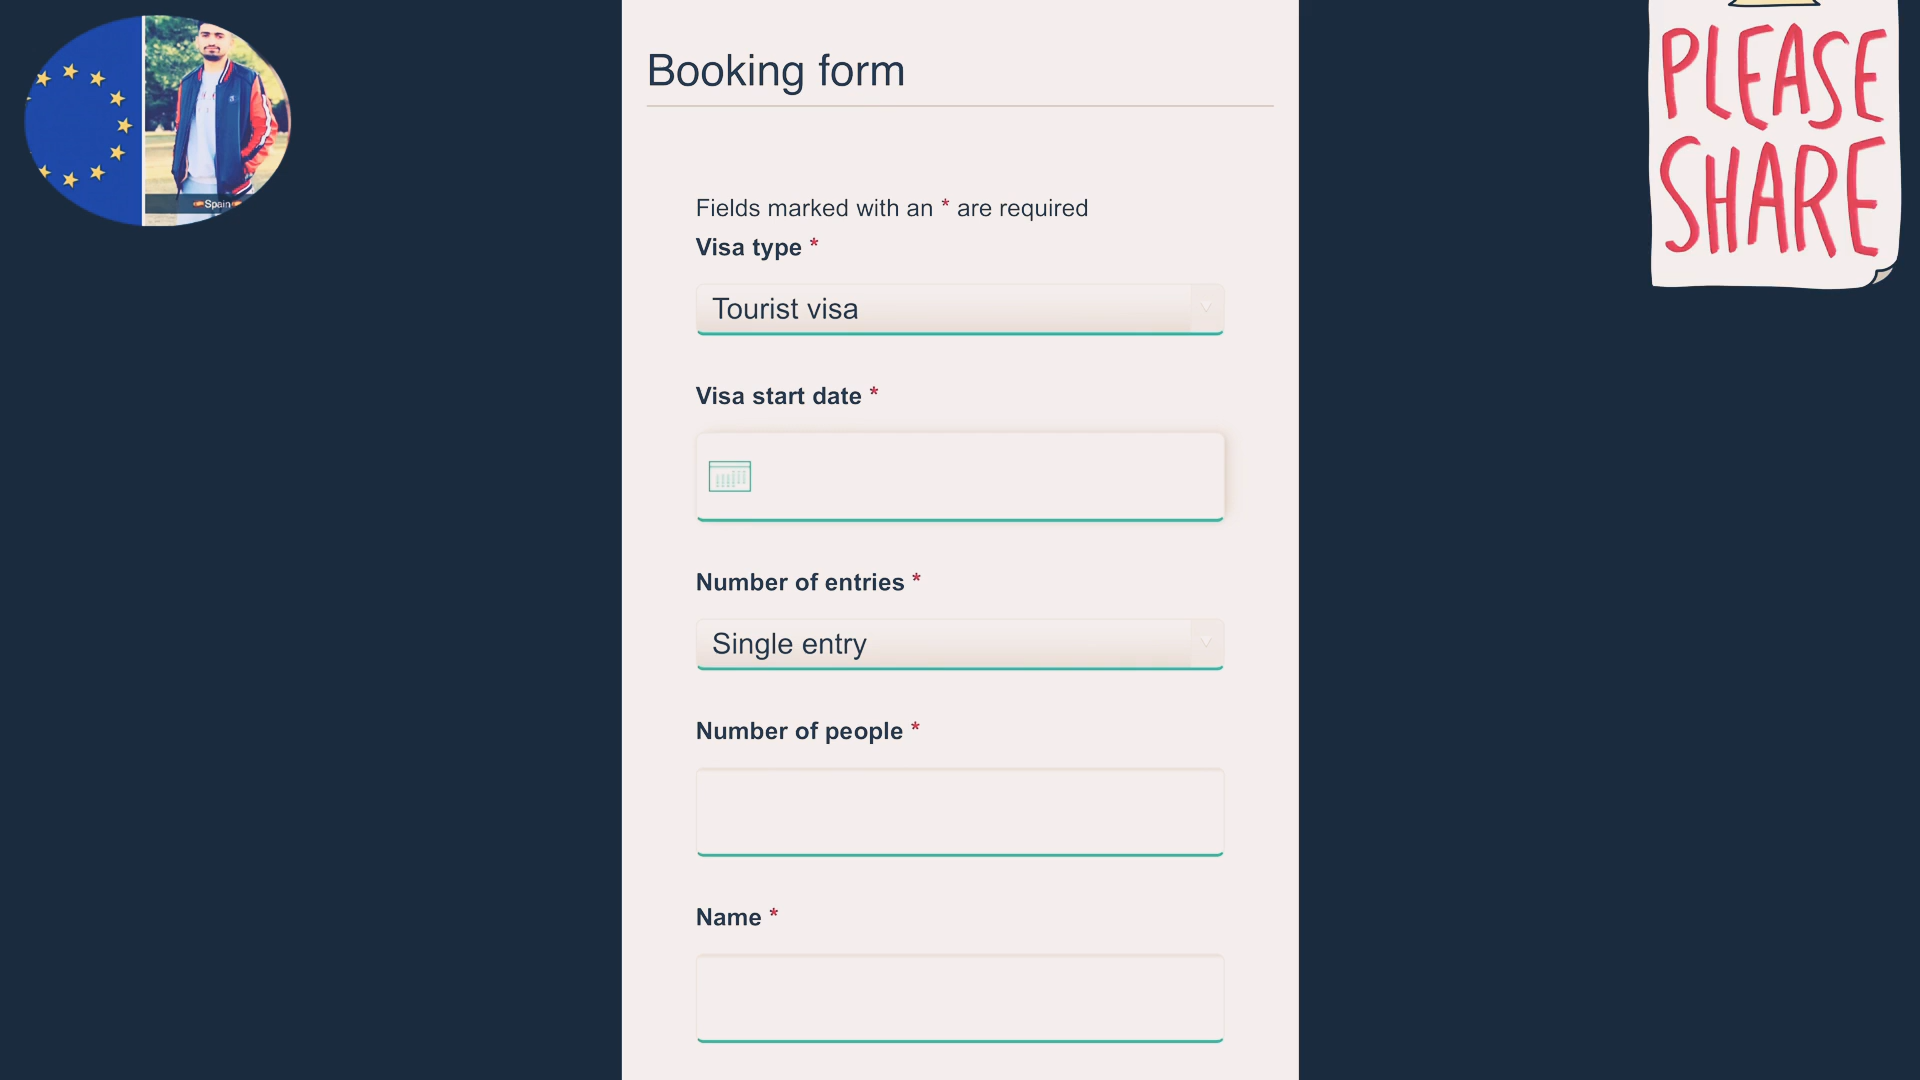 Booking form
Fields marked with an * are required
Visa type *
Tourist visa
Visa start date *
Number of entries *
Single entry
Number of people *
Name *
Spain
PLEASE
SHARE